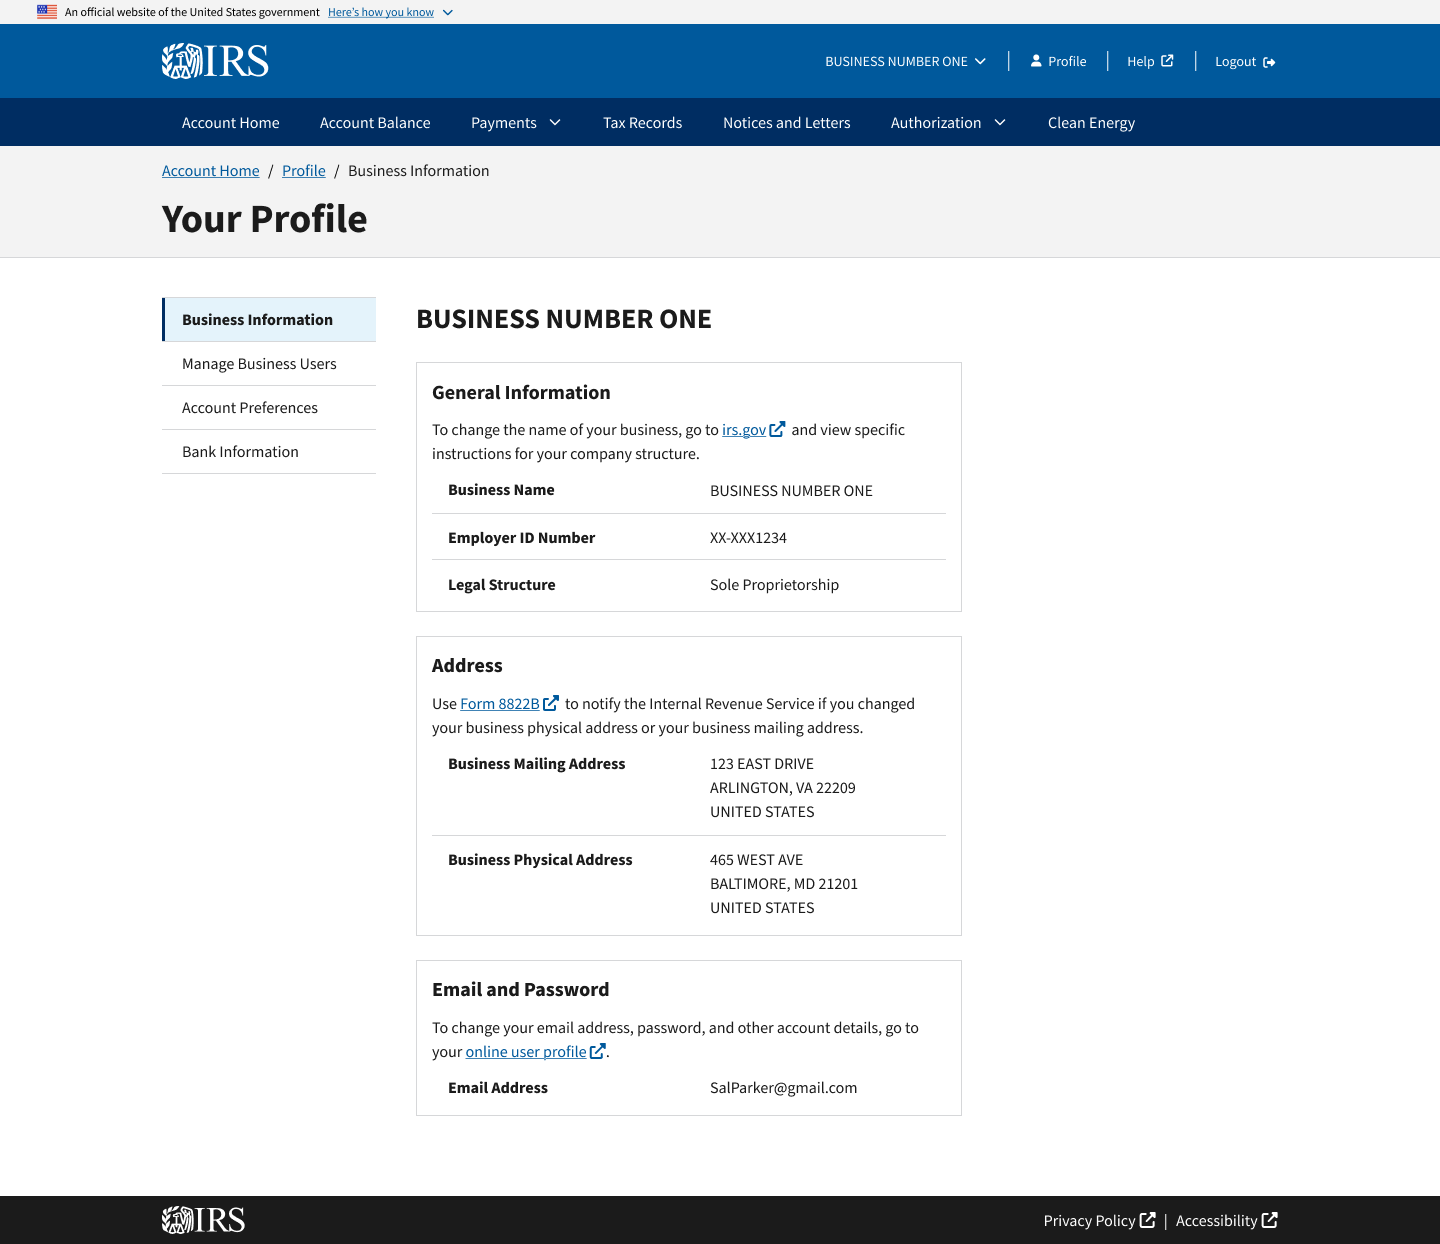 An official website of the United States government Here's how you know
IRS
BUSINESS NUMBER ONE Profile Help Logout
Account Home Account Balance Payments Tax Records Notices and Letters Authorization Clean Energy
Account Home / Profile / Business Information
Your Profile
Business Information
Manage Business Users
Account Preferences
Bank Information
BUSINESS NUMBER ONE
General Information
To change the name of your business, go to irs.gov and view specific
instructions for your company structure.
Business Name BUSINESS NUMBER ONE
Employer ID Number XX-XXX1234
Legal Structure Sole Proprietorship
Address
Use Form 8822B to notify the Internal Revenue Service if you changed
your business physical address or your business mailing address.
Business Mailing Address 123 EAST DRIVE
ARLINGTON, VA 22209
UNITED STATES
Business Physical Address 465 WEST AVE
BALTIMORE, MD 21201
UNITED STATES
Email and Password
To change your email address, password, and other account details, go to
your online user profile.
Email Address SalParker@gmail.com
IRS
Privacy Policy | Accessibility